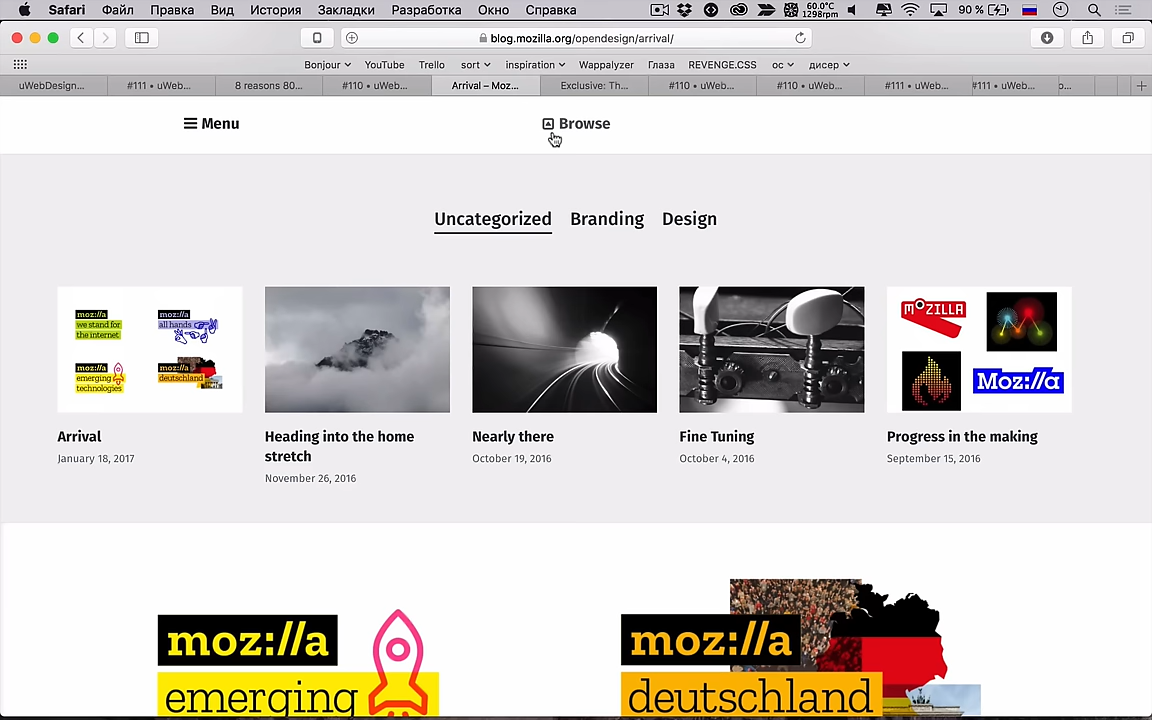 Safari Файл Правка Вид История Закладки Разработка Окно Справка 60.0°C 1298rpm 90 %
blog.mozilla.org/opendesign/arrival/
Bonjour YouTube Trello sort inspiration Wappalyzer Глаза REVENGE.CSS ос дисер
uWebDesign... #111 • uWeb... 8 reasons 80... #110 • uWeb... Arrival – Moz... Exclusive: Th... #110 • uWeb... #110 • uWeb... #111 • uWeb... #111 • uWeb...
Menu Browse
Uncategorized Branding Design
moz://a
we stand for
the internet
moz://a
all hands
moz://a
emerging
technologies
moz://a
deutschland
MOZILLA
Moz://a
Arrival
January 18, 2017
Heading into the home
stretch
November 26, 2016
Nearly there
October 19, 2016
Fine Tuning
October 4, 2016
Progress in the making
September 15, 2016
moz://a
emerging
moz://a
deutschland